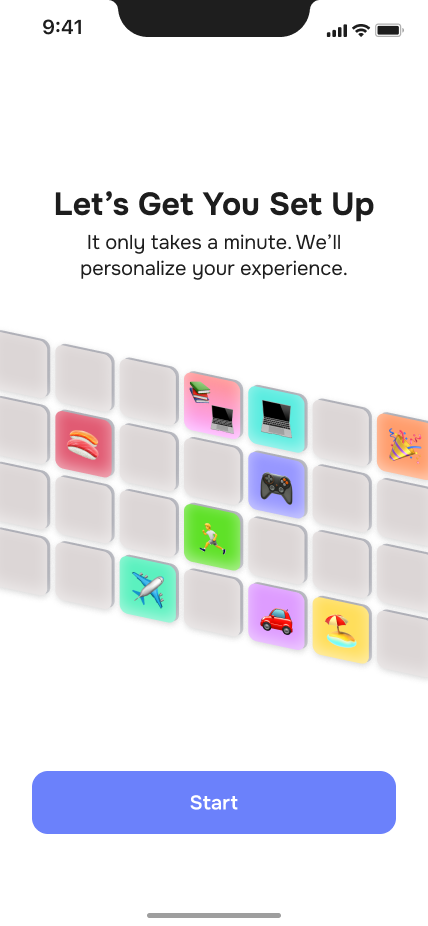 9:41
Let’s Get You Set Up
It only takes a minute. We’ll
personalize your experience.
Start